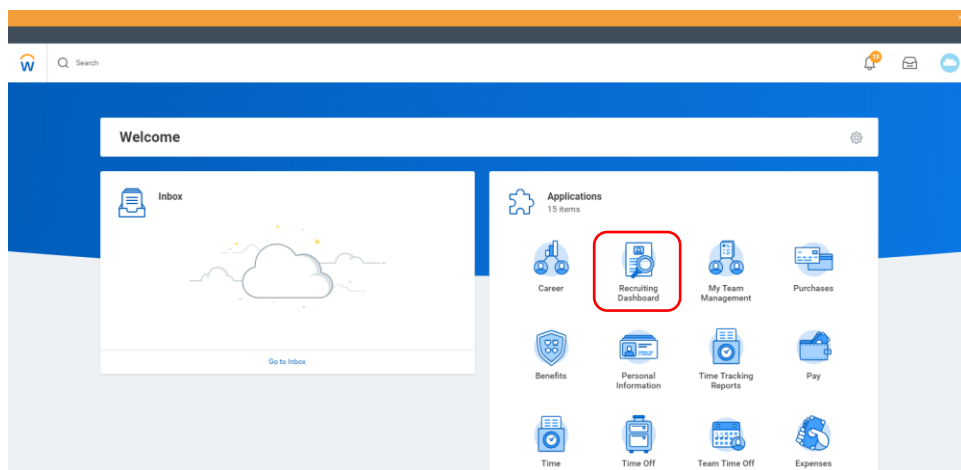 W
Search
13
Welcome
Inbox
Go to Inbox
Applications
15 items
Career
Recruiting
Dashboard
My Team
Management
Purchases
Benefits
Personal
Information
Time Tracking
Reports
Pay
Time
Time Off
Team Time Off
Expenses